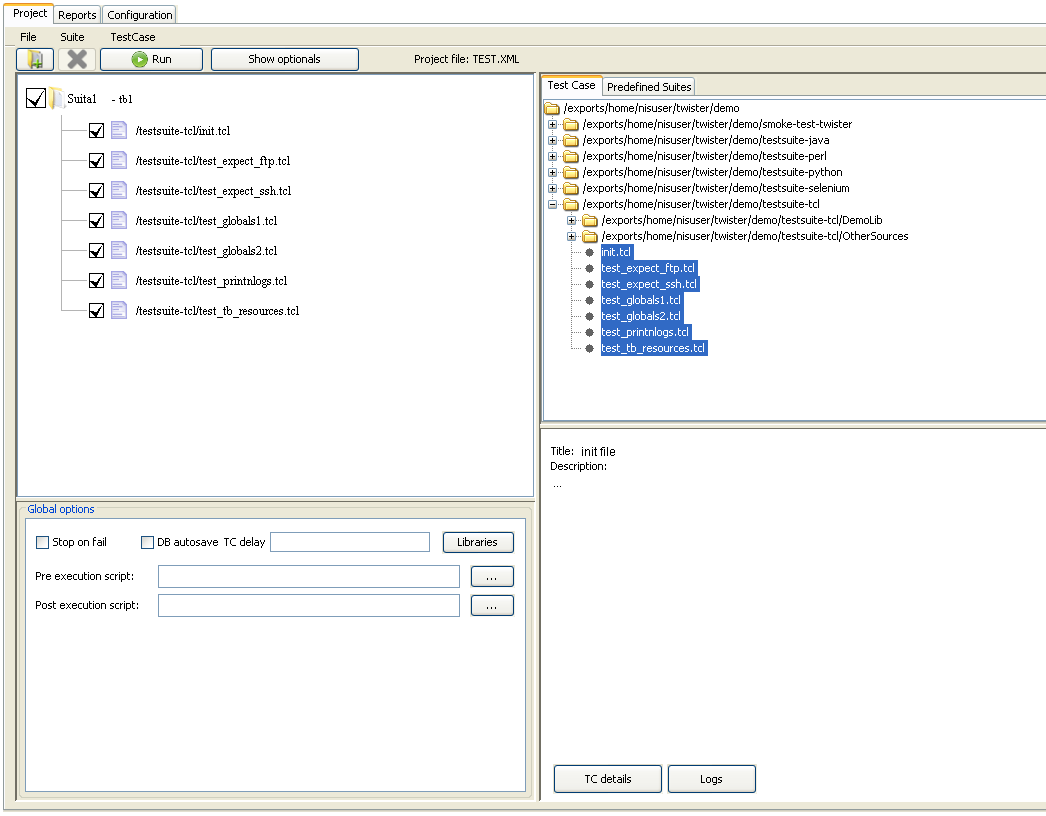 Project Reports Configuration
File Suite TestCase
Run Show optionals Project file: TEST.XML
Suita1 - tb1
/testsuite-tcl/init.tcl
/testsuite-tcl/test_expect_ftp.tcl
/testsuite-tcl/test_expect_ssh.tcl
/testsuite-tcl/test_globals1.tcl
/testsuite-tcl/test_globals2.tcl
/testsuite-tcl/test_printnlogs.tcl
/testsuite-tcl/test_tb_resources.tcl
Global options
Stop on fail DB autosave TC delay Libraries
Pre execution script: ...
Post execution script: ...
Test Case Predefined Suites
/exports/home/nisuser/twister/demo
/exports/home/nisuser/twister/demo/smoke-test-twister
/exports/home/nisuser/twister/demo/testsuite-java
/exports/home/nisuser/twister/demo/testsuite-perl
/exports/home/nisuser/twister/demo/testsuite-python
/exports/home/nisuser/twister/demo/testsuite-selenium
/exports/home/nisuser/twister/demo/testsuite-tcl
/exports/home/nisuser/twister/demo/testsuite-tcl/DemoLib
/exports/home/nisuser/twister/demo/testsuite-tcl/OtherSources
init.tcl
test_expect_ftp.tcl
test_expect_ssh.tcl
test_globals1.tcl
test_globals2.tcl
test_printnlogs.tcl
test_tb_resources.tcl
Title: init file
Description:
...
TC details Logs